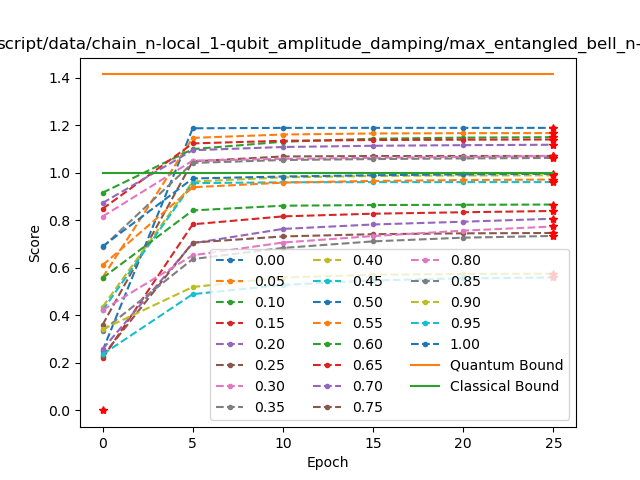 script/data/chain_n-local_1-qubit_amplitude_damping/max_entangled_bell_n-
Score
1.4
1.2
1.0
0.8
0.6
0.4
0.2
0.0
0.00 0.40 0.80
0.05 0.45 0.85
0.10 0.50 0.90
0.15 0.55 0.95
0.20 0.60 1.00
0.25 0.65 Quantum Bound
0.30 0.70 Classical Bound
0.35 0.75
0 5 10 15 20 25
Epoch